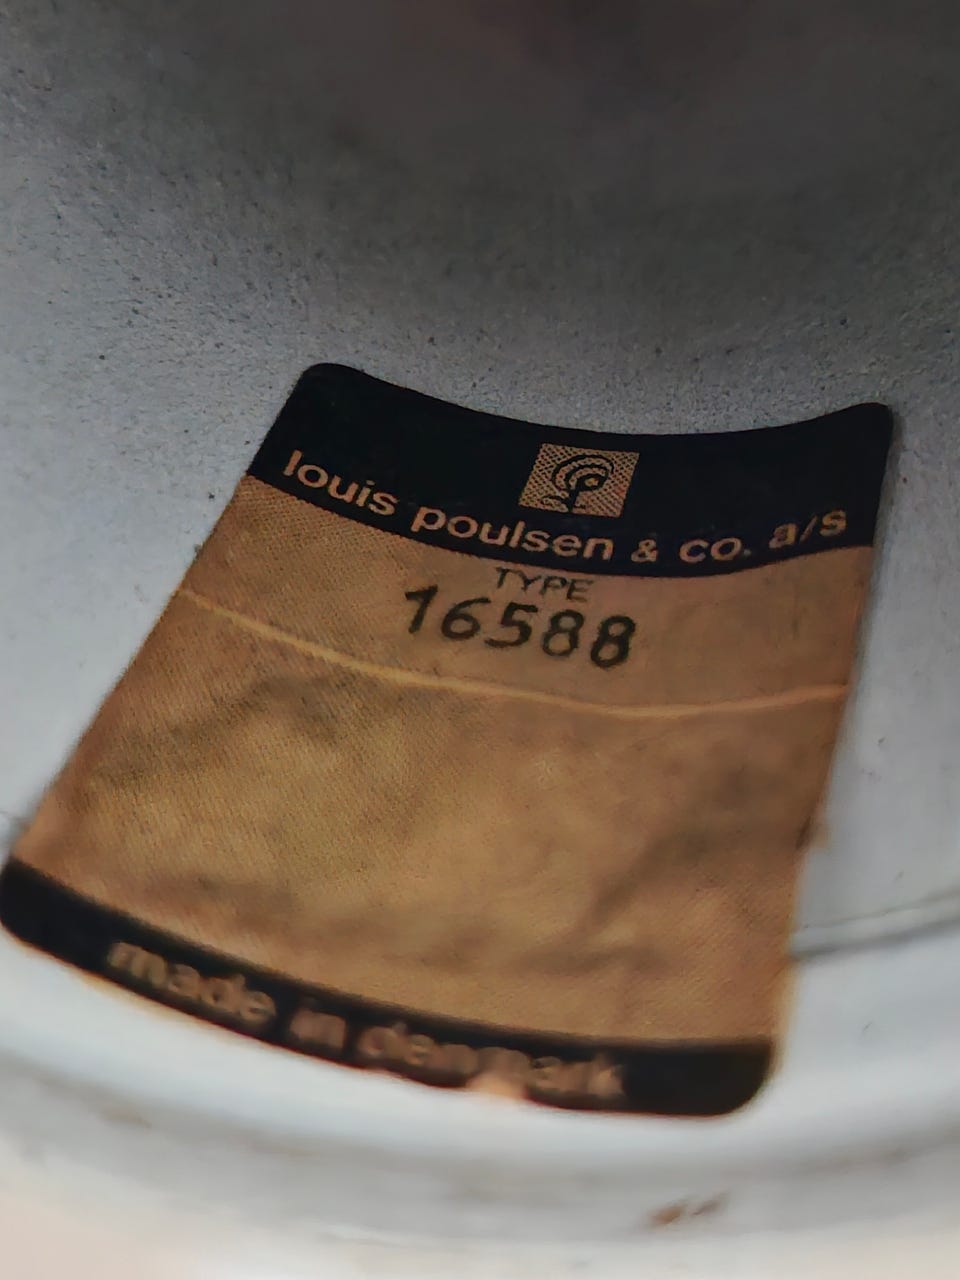 louis poulsen & co. a/s
TYPE
16588
made in denmark